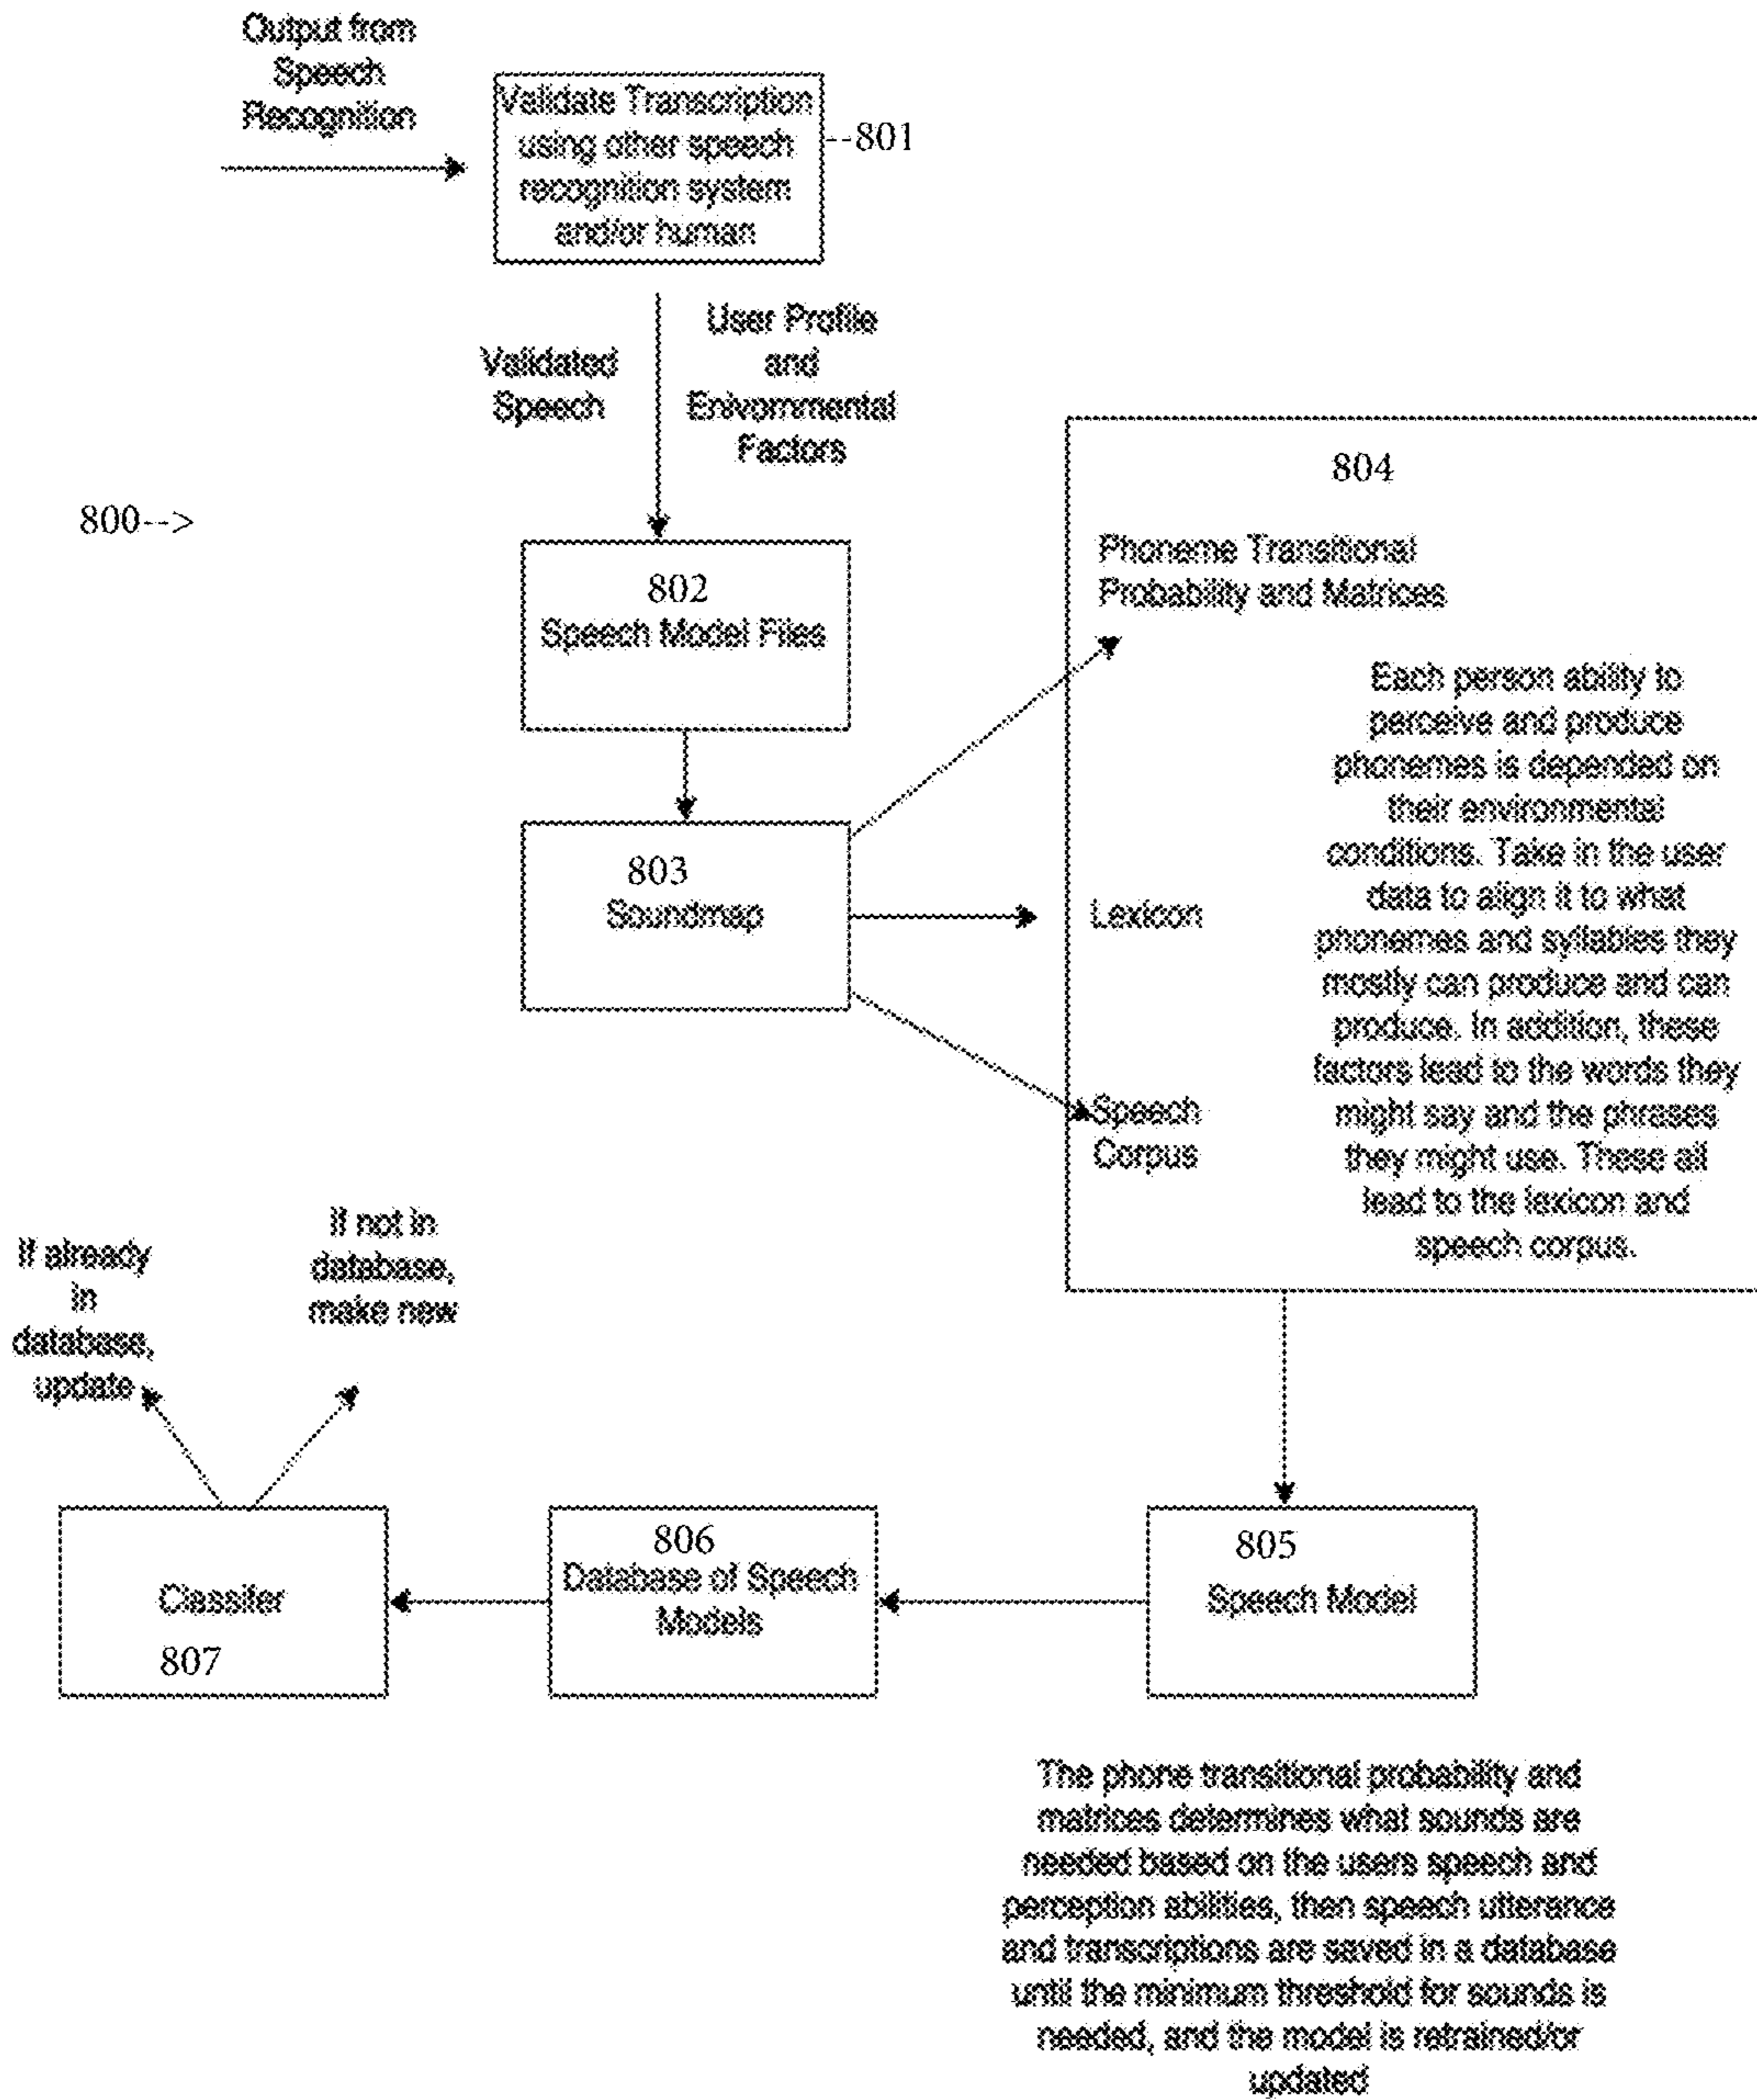 Output from
Speech
Recognition
Validate Transcription
using other speech
recognition system
and/or human
--801
Validated
Speech
User Profile
and
Enivornmental
Factors
800-->
802
Speech Model Files
803
Soundmap
804
Phoneme Transitional
Probability and Matrices
Lexicon
Speech
Corpus
Each person ability to
perceive and produce
phonemes is depended on
their environmental
conditions. Take in the user
data to align it to what
phonemes and syllables they
mostly can produce and can
produce. In addition, these
factors lead to the words they
might say and the phrases
they might use. These all
lead to the lexicon and
speech corpus.
If already
in
database,
update
If not in
database,
make new
Classifer
807
806
Database of Speech
Models
805
Speech Model
The phone transitional probability and
matrices determines what sounds are
needed based on the users speech and
perception abilities, then speech utterance
and transcriptions are saved in a database
until the minimum threshold for sounds is
needed, and the model is retrained/or
updated